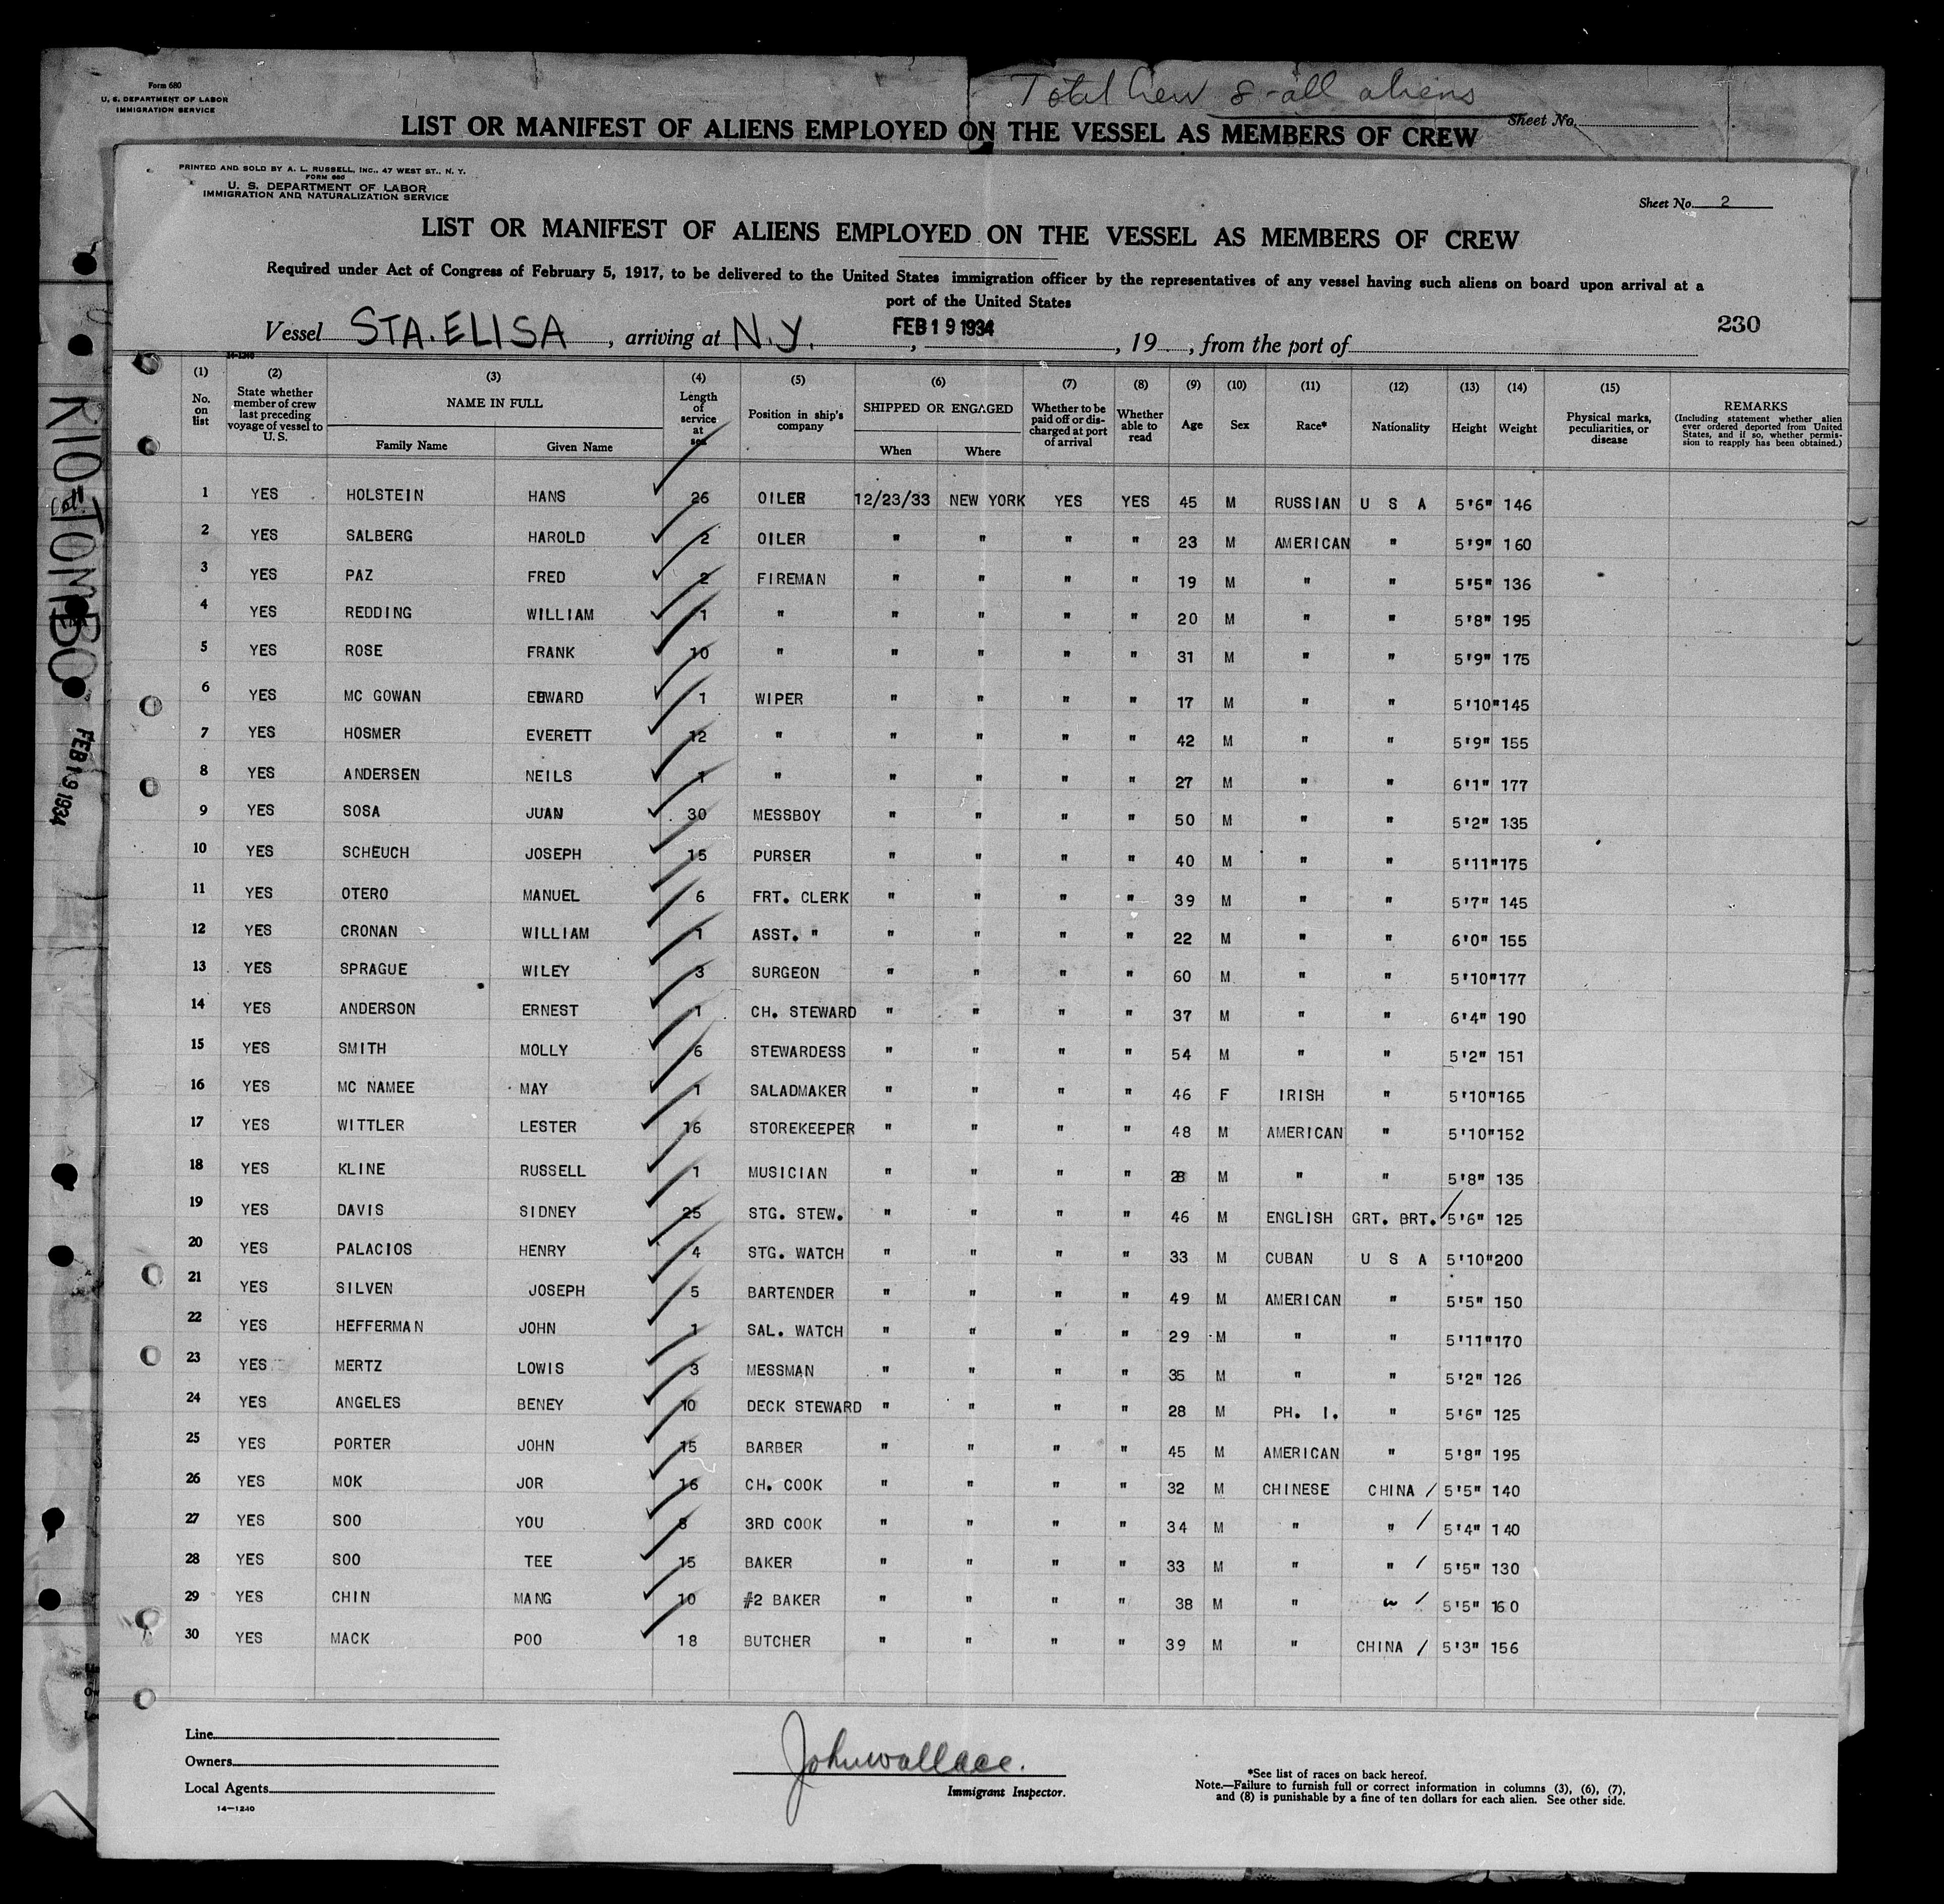 Form 680
U. S. DEPARTMENT OF LABOR
IMMIGRATION SERVICE
Total Crew 8 - all aliens
Sheet No.
LIST OR MANIFEST OF ALIENS EMPLOYED ON THE VESSEL AS MEMBERS OF CREW
PRINTED AND SOLD BY A. L. RUSSELL, INC., 47 WEST ST., N. Y.
FORM 680
U. S. DEPARTMENT OF LABOR
IMMIGRATION AND NATURALIZATION SERVICE
Sheet No. 2
LIST OR MANIFEST OF ALIENS EMPLOYED ON THE VESSEL AS MEMBERS OF CREW
Required under Act of Congress of February 5, 1917, to be delivered to the United States immigration officer by the representatives of any vessel having such aliens on board upon arrival at a
port of the United States
Vessel STA. ELISA, arriving at N.Y., FEB 19 1934, 19, from the port of
230
14-1240
(1) No. on list
(2) State whether member of crew last preceding voyage of vessel to U. S.
(3) NAME IN FULL Family Name Given Name
(4) Length of service at sea
(5) Position in ship's company
(6) SHIPPED OR ENGAGED When Where
(7) Whether to be paid off or discharged at port of arrival
(8) Whether able to read
(9) Age
(10) Sex
(11) Race*
(12) Nationality
(13) Height
(14) Weight
(15) Physical marks, peculiarities, or disease
REMARKS (Including statement whether alien ever ordered deported from United States, and if so, whether permission to reapply has been obtained.)
1 YES HOLSTEIN HANS 26 OILER 12/23/33 NEW YORK YES YES 45 M RUSSIAN U S A 5'6" 146
2 YES SALBERG HAROLD 2 OILER " " " " 23 M AMERICAN " 5'9" 160
3 YES PAZ FRED 2 FIREMAN " " " " 19 M " " 5'5" 136
4 YES REDDING WILLIAM 1 " " " " " 20 M " " 5'8" 195
5 YES ROSE FRANK 10 " " " " " 31 M " " 5'9" 175
6 YES MC GOWAN EDWARD 1 WIPER " " " " 17 M " " 5'10" 145
7 YES HOSMER EVERETT 12 " " " " " 42 M " " 5'9" 155
8 YES ANDERSEN NEILS 1 " " " " " 27 M " " 6'1" 177
9 YES SOSA JUAN 30 MESSBOY " " " " 50 M " " 5'2" 135
10 YES SCHEUCH JOSEPH 15 PURSER " " " " 40 M " " 5'11" 175
11 YES OTERO MANUEL 6 FRT. CLERK " " " " 39 M " " 5'7" 145
12 YES CRONAN WILLIAM 1 ASST. " " " " " 22 M " " 6'0" 155
13 YES SPRAGUE WILEY 3 SURGEON " " " " 60 M " " 5'10" 177
14 YES ANDERSON ERNEST 1 CH. STEWARD " " " " 37 M " " 6'4" 190
15 YES SMITH MOLLY 6 STEWARDESS " " " " 54 M " " 5'2" 151
16 YES MC NAMEE MAY 1 SALADMAKER " " " " 46 F IRISH " 5'10" 165
17 YES WITTLER LESTER 16 STOREKEEPER " " " " 48 M AMERICAN " 5'10" 152
18 YES KLINE RUSSELL 1 MUSICIAN " " " " 28 M " " 5'8" 135
19 YES DAVIS SIDNEY 25 STG. STEW. " " " " 46 M ENGLISH GRT. BRT. 5'6" 125
20 YES PALACIOS HENRY 4 STG. WATCH " " " " 33 M CUBAN U S A 5'10" 200
21 YES SILVEN JOSEPH 5 BARTENDER " " " " 49 M AMERICAN " 5'5" 150
22 YES HEFFERMAN JOHN 1 SAL. WATCH " " " " 29 M " " 5'11" 170
23 YES MERTZ LOWIS 3 MESSMAN " " " " 35 M " " 5'2" 126
24 YES ANGELES BENEY 10 DECK STEWARD " " " " 28 M PH. I. " 5'6" 125
25 YES PORTER JOHN 15 BARBER " " " " 45 M AMERICAN " 5'8" 195
26 YES MOK JOR 16 CH. COOK " " " " 32 M CHINESE CHINA / 5'5" 140
27 YES SOO YOU 8 3RD COOK " " " " 34 M " " / 5'4" 140
28 YES SOO TEE 15 BAKER " " " " 33 M " " / 5'5" 130
29 YES CHIN MANG 10 #2 BAKER " " " " 38 M " " / 5'5" 160
30 YES MACK POO 18 BUTCHER " " " " 39 M " CHINA / 5'3" 156
Line
Owners
Local Agents
14-1240
John Wallace.
Immigrant Inspector.
*See list of races on back hereof.
Note.—Failure to furnish full or correct information in columns (3), (6), (7),
and (8) is punishable by a fine of ten dollars for each alien. See other side.
FEB 19 1934